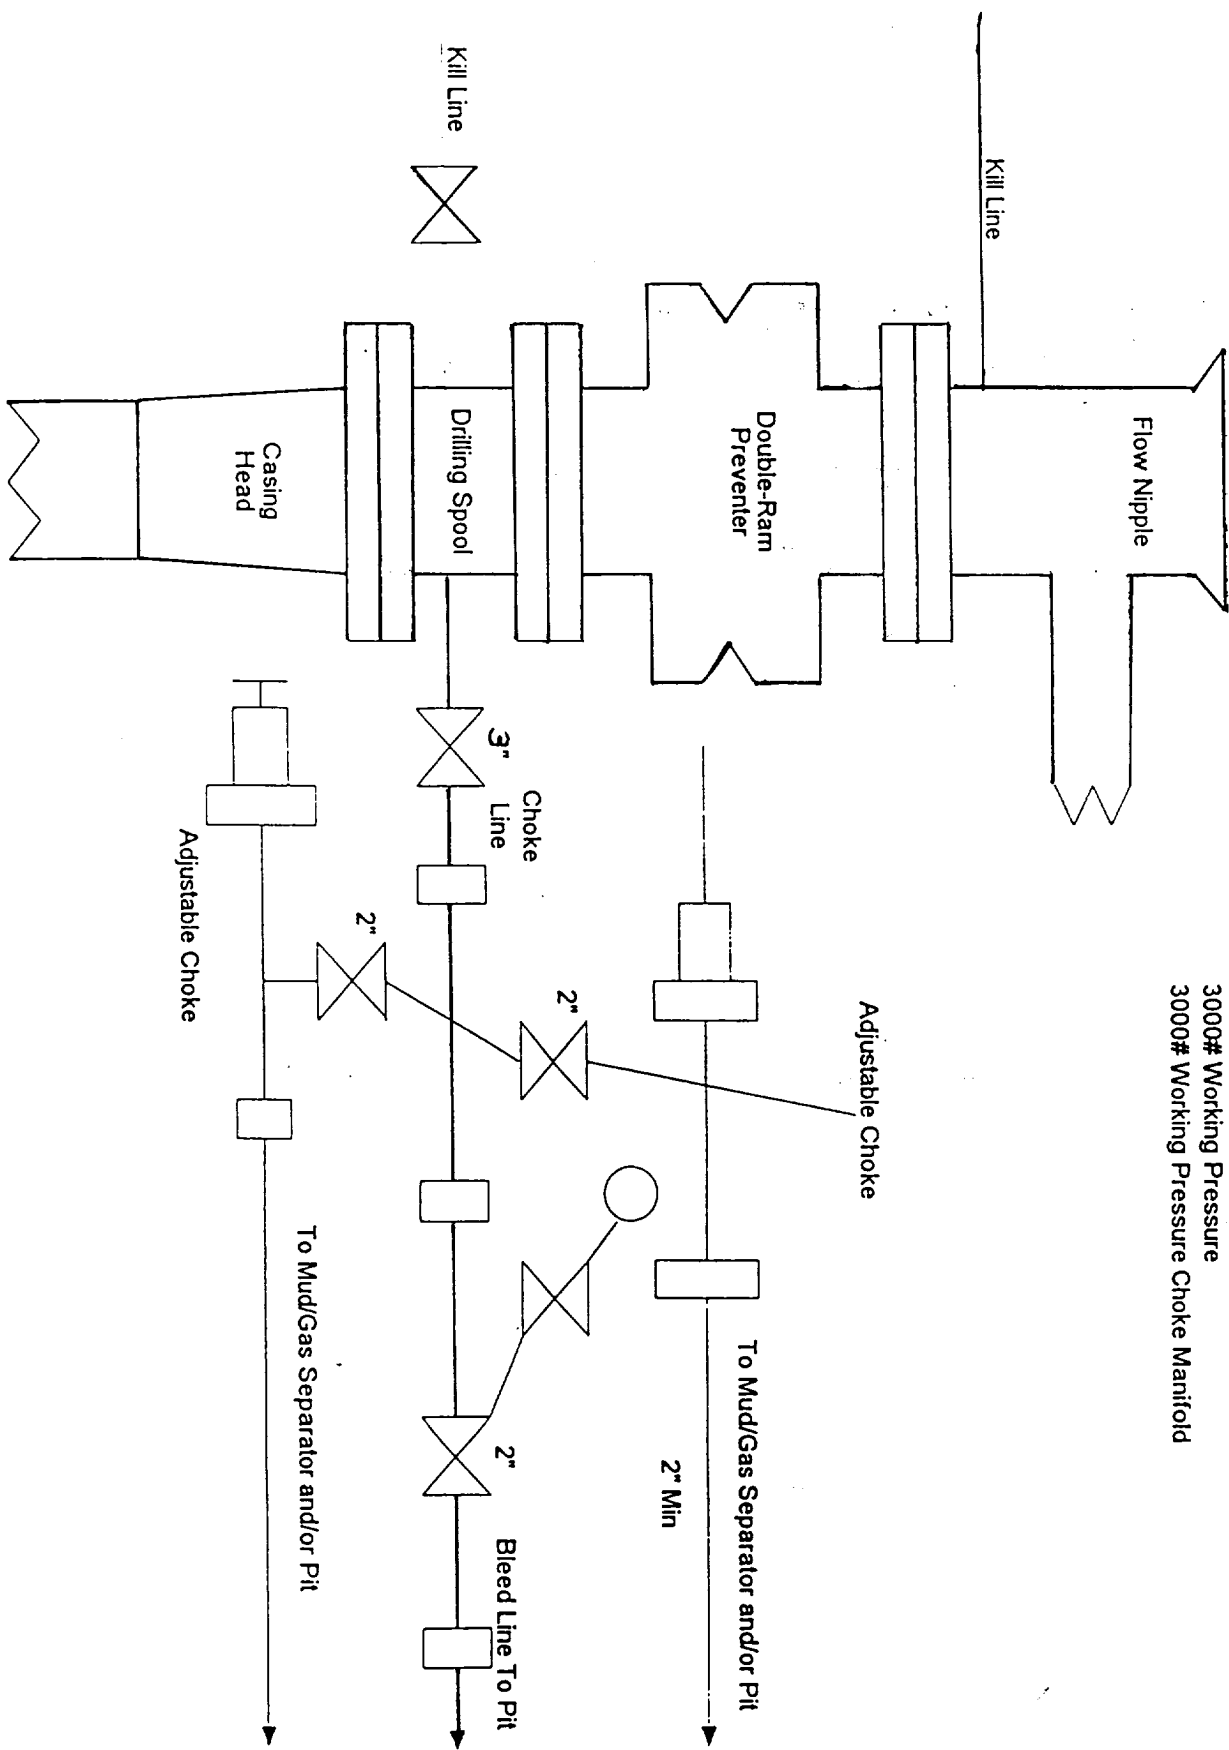 3000# Working Pressure
3000# Working Pressure Choke Manifold
Flow Nipple
Kill Line
Adjustable Choke
Double-Ram
Preventer
To Mud/Gas Separator and/or Pit
2" Min
Kill Line
Drilling Spool
3"
Choke
Line
2"
2"
Bleed Line To Pit
Casing
Head
2"
To Mud/Gas Separator and/or Pit
Adjustable Choke